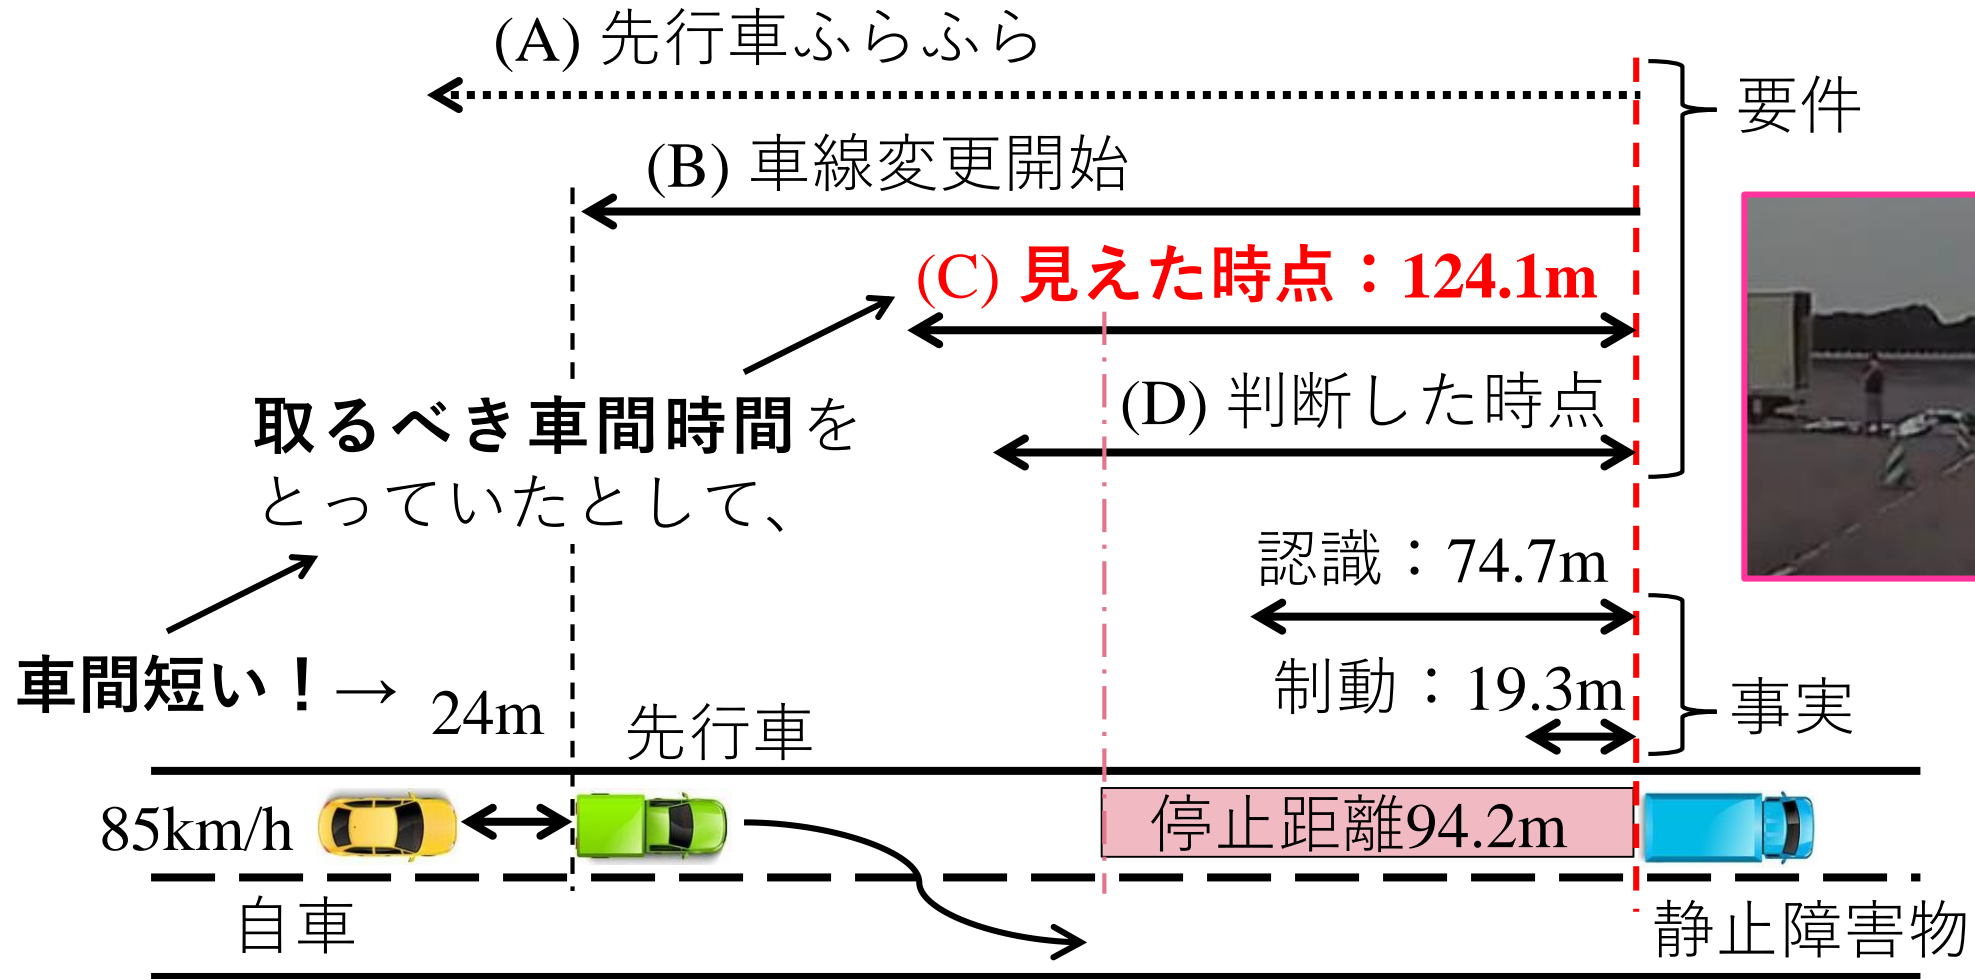 (A) 先行車ふらふら
要件
(B) 車線変更開始
(C) 見えた時点：124.1m
(D) 判断した時点
取るべき車間時間を
とっていたとして、
認識：74.7m
制動：19.3m
事実
車間短い！→
24m
先行車
85km/h
停止距離94.2m
自車
静止障害物